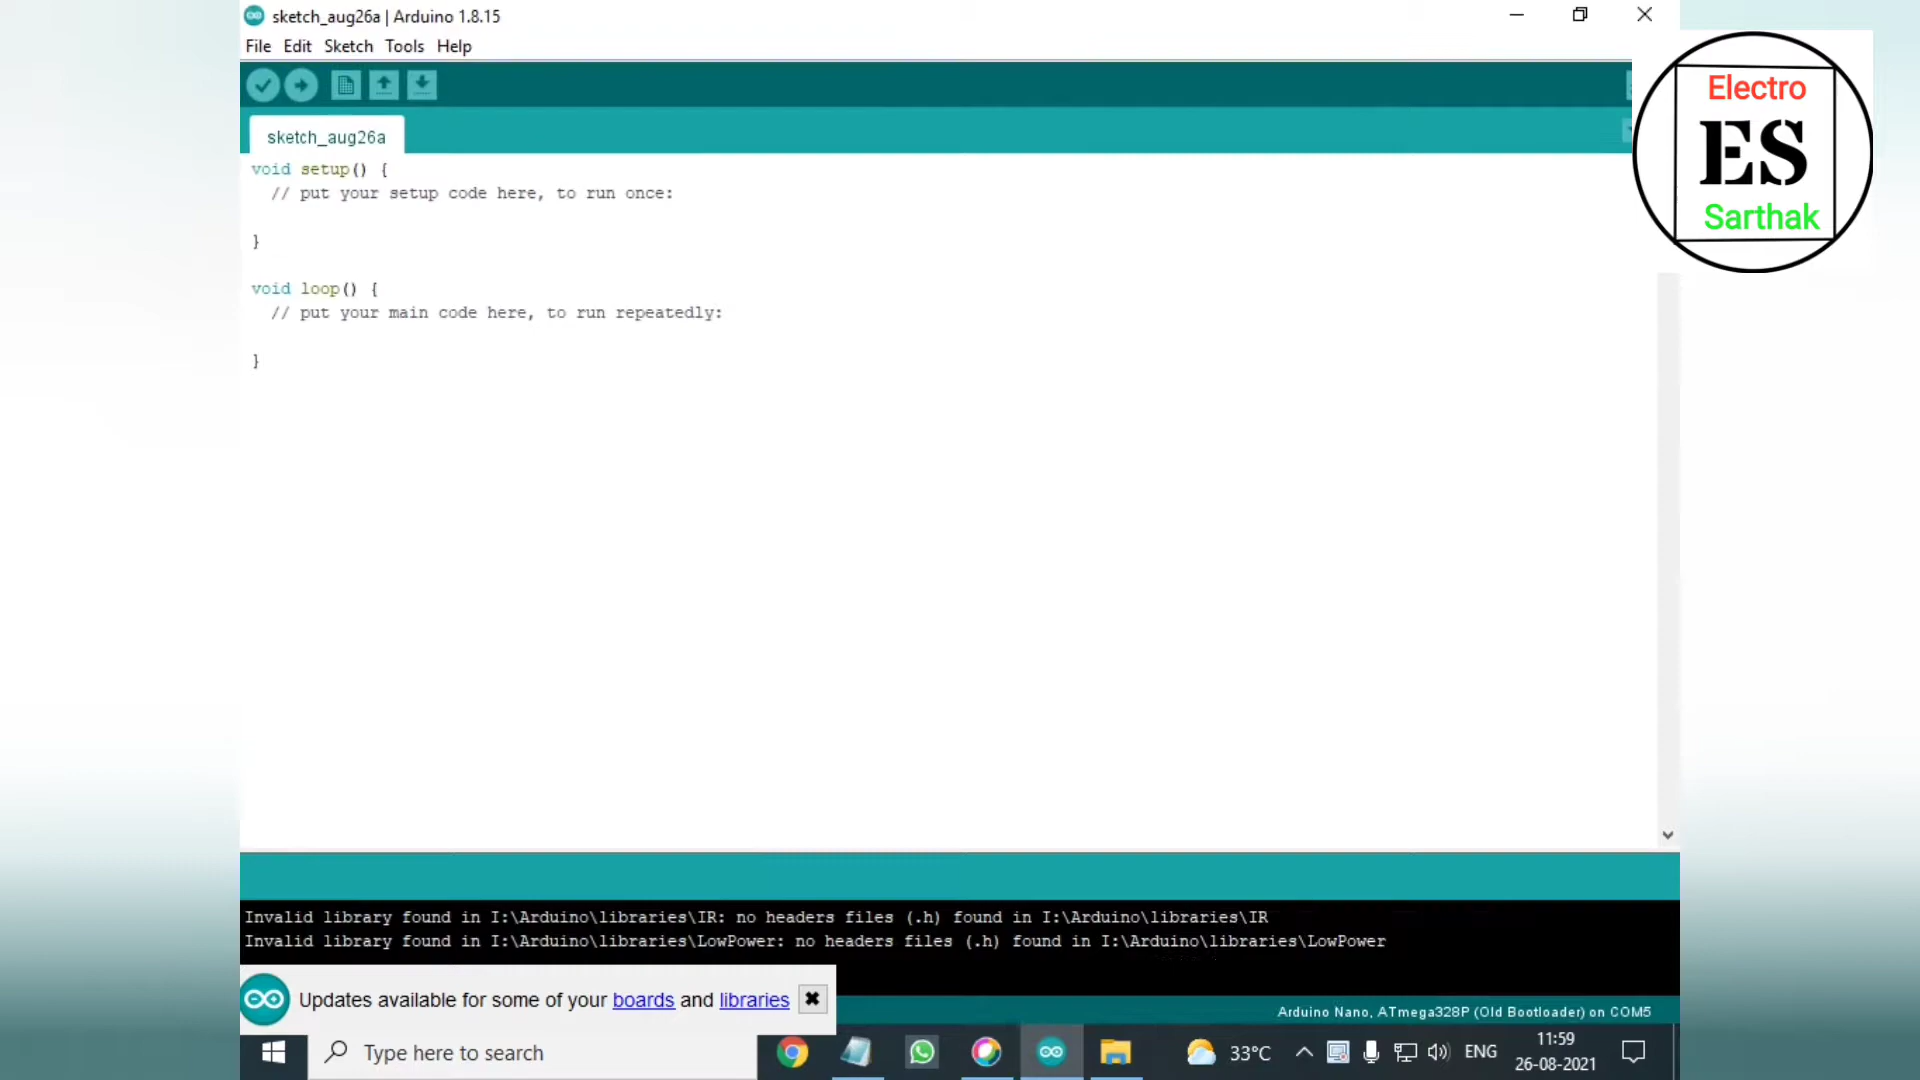 sketch_aug26a | Arduino 1.8.15
File Edit Sketch Tools Help
Electro
ES
Sarthak
sketch_aug26a
void setup() {
// put your setup code here, to run once:
}
void loop() {
// put your main code here, to run repeatedly:
}
Invalid library found in I:\Arduino\libraries\IR: no headers files (.h) found in I:\Arduino\libraries\IR
Invalid library found in I:\Arduino\libraries\LowPower: no headers files (.h) found in I:\Arduino\libraries\LowPower
Updates available for some of your boards and libraries
Arduino Nano, ATmega328P (Old Bootloader) on COM5
Type here to search
33°C
ENG
11:59
26-08-2021